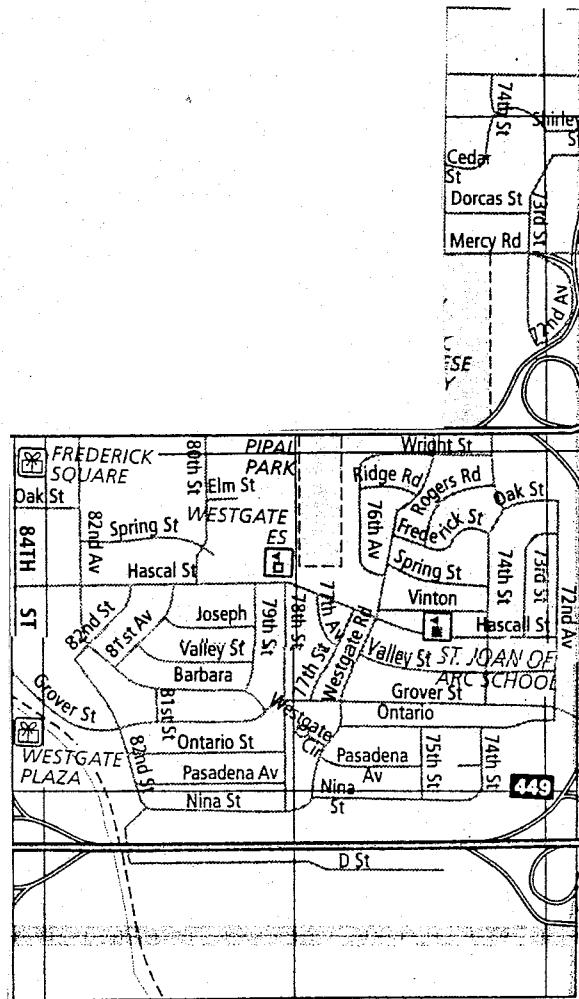 74th St
Shirley
St
Cedar
St
Dorcas St
73rd St
Mercy Rd
72nd Av
C
ESE
Y
FREDERICK
SQUARE
80th St
PIPAL
PARK
Wright St
Ridge Rd
Rogers Rd
Elm St
Oak St
Oak St
84TH ST
82nd Av
Spring St
WESTGATE
ES
76th Av
Frederick St
Spring St
74th St
73rd St
72nd Av
Hascal St
Vinton
82nd St
81st Av
Joseph
79th St
78th St
77th Av
Hascall St
Valley St
77th St
Westgate Rd
Valley St
ST. JOAN OF
ARC SCHOOL
Barbara
Grover St
Grover St
81st St
Westgate
Cir
Ontario
WESTGATE
PLAZA
82nd St
Ontario St
Pasadena
Av
75th St
74th St
Pasadena Av
Nina
St
449
Nina St
D St